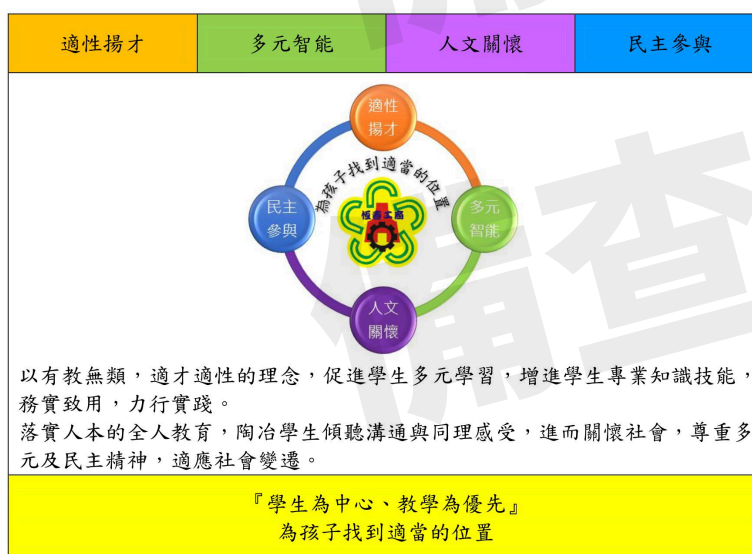 適性揚才
多元智能
人文關懷
民主參與
適性
揚才
為孩子找到適當的位置
民主
參與
恆春工商
多元
智能
人文
關懷
備查
以有教無類，適才適性的理念，促進學生多元學習，增進學生專業知識技能，
務實致用，力行實踐。
落實人本的全人教育，陶冶學生傾聽溝通與同理感受，進而關懷社會，尊重多
元及民主精神，適應社會變遷。
『學生為中心、教學為優先』
為孩子找到適當的位置